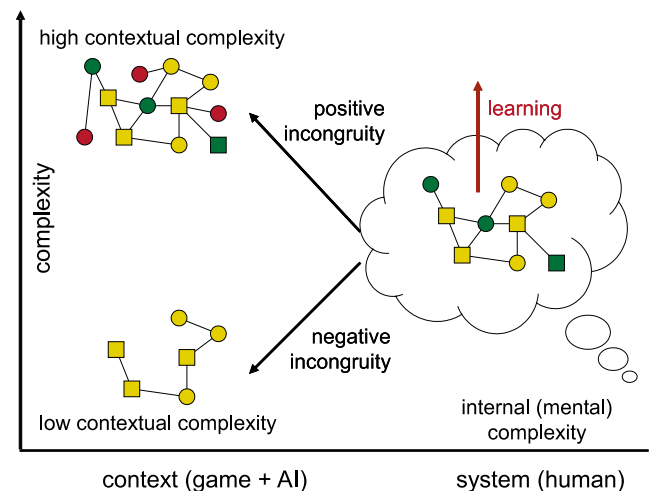 high contextual complexity
positive
incongruity
learning
complexity
negative
incongruity
low contextual complexity
internal (mental)
complexity
context (game + AI)
system (human)